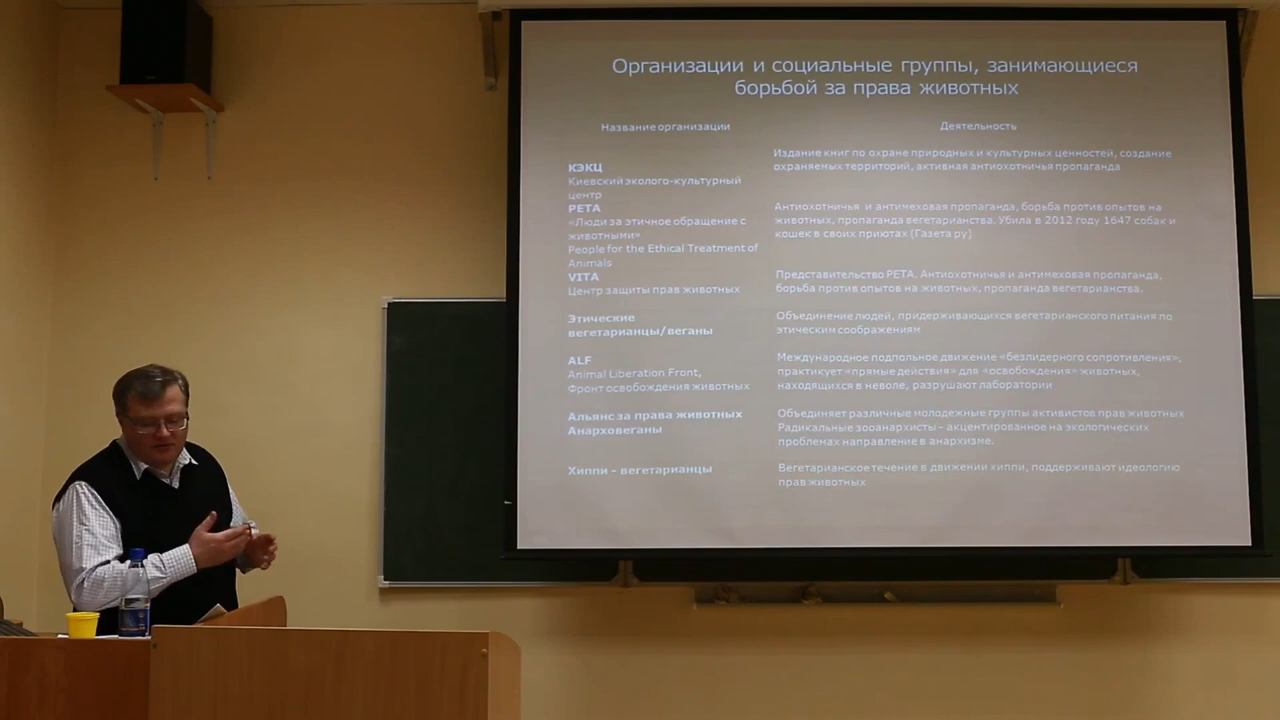 Организации и социальные группы, занимающиеся
борьбой за права животных
Название организации
Деятельность
КЭКЦ
Киевский эколого-культурный
центр
Издание книг по охране природных и культурных ценностей, создание
охраняемых территорий, активная антиохотничья пропаганда
PETA
«Люди за этичное обращение с
животными»
People for the Ethical Treatment of
Animals
Антиохотничья и антимеховая пропаганда, борьба против опытов на
животных, пропаганда вегетарианства. Убила в 2012 году 1647 собак и
кошек в своих приютах (Газета ру)
VITA
Центр защиты прав животных
Представительство PETA. Антиохотничья и антимеховая пропаганда,
борьба против опытов на животных, пропаганда вегетарианства.
Этические
вегетарианцы/веганы
Объединение людей, придерживающихся вегетарианского питания по
этическим соображениям
ALF
Animal Liberation Front,
Фронт освобождения животных
Международное подпольное движение «безлидерного сопротивления»,
практикует «прямые действия» для «освобождения» животных,
находящихся в неволе, разрушают лаборатории
Альянс за права животных
Анарховеганы
Объединяет различные молодежные группы активистов прав животных
Радикальные зооанархисты – акцентированное на экологических
проблемах направление в анархизме.
Хиппи – вегетарианцы
Вегетарианское течение в движении хиппи, поддерживают идеологию
прав животных